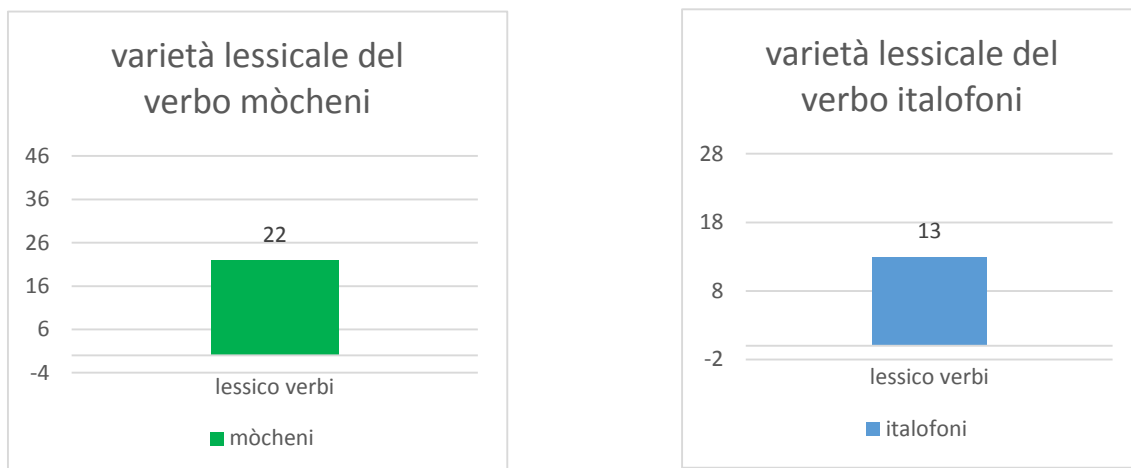 varietà lessicale del
verbo mòcheni
46
36
26
22
16
6
-4
lessico verbi
mòcheni
varietà lessicale del
verbo italofoni
28
18
13
8
-2
lessico verbi
italofoni